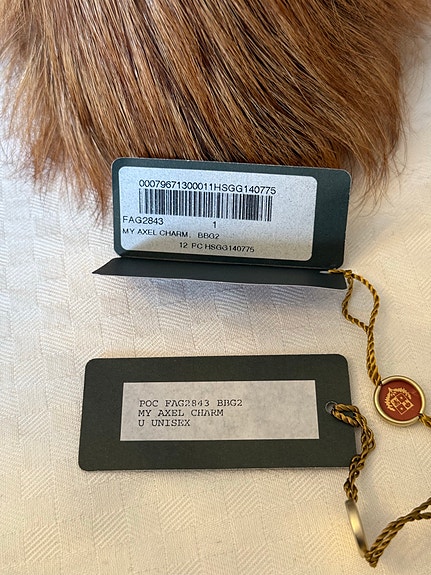 00079671300011HSGG140775
FAG2843 1
MY AXEL CHARM. BBG2
12 PC HSGG140775
POC FAG2843 BBG2
MY AXEL CHARM
U UNISEX